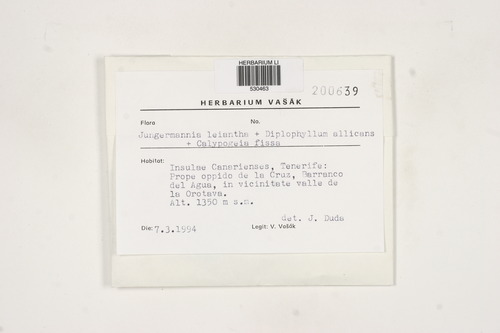 HERBARIUM LI
530463
200639
HERBARIUM VAŠÁK
Flora No.
Jungermannia leiantha + Diplophyllum allicans
+ Calypogeia fissa
Habitat:
Insulae Canarienses, Tenerife:
Prope oppido de la Cruz, Barranco
del Agua, in vicinitate valle de
la Orotava.
Alt. 1350 m s.m.
det. J. Duda
Die: 7.3.1994 Legit: V. Vašák